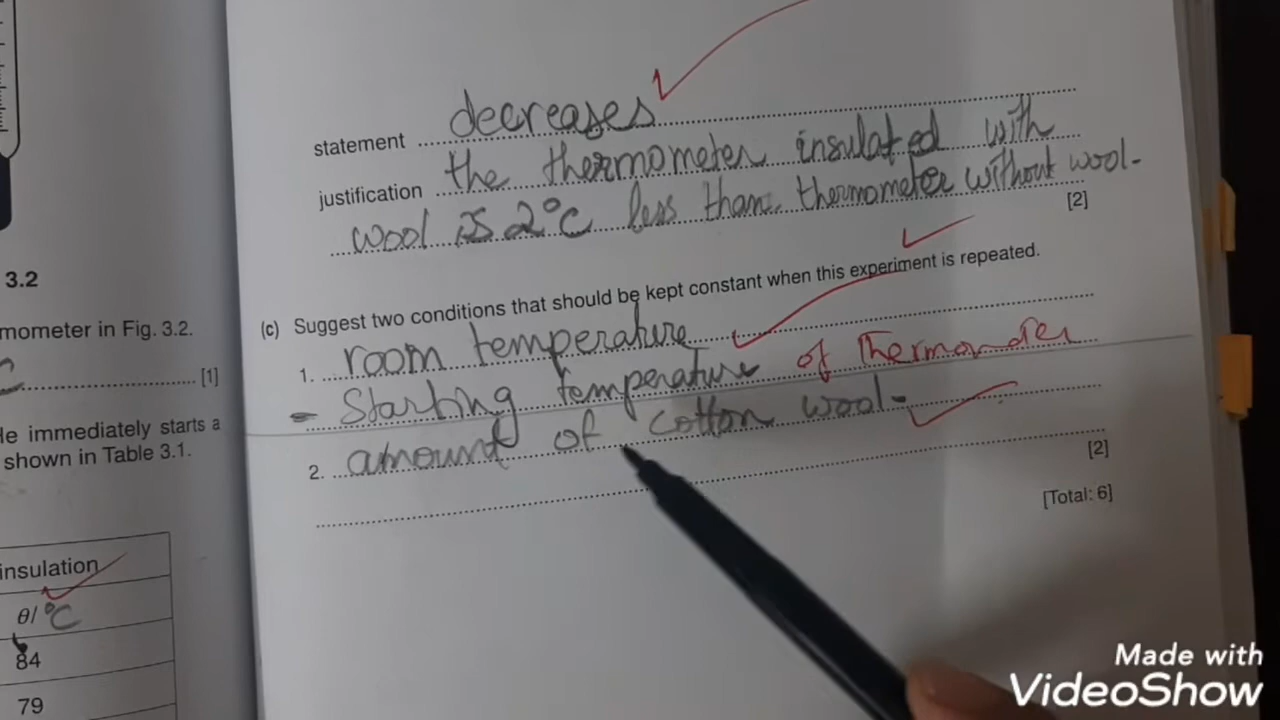 statement decreases
justification the thermometer insulated with
wool is 2°C less than thermometer without wool.
[2]
3.2
(c) Suggest two conditions that should be kept constant when this experiment is repeated.
mometer in Fig. 3.2.
1. room temperature
[1]
- Starting temperature of thermometer
He immediately starts a
shown in Table 3.1.
2. amount of cotton wool.
[2]
[Total: 6]
insulation
θ/ °C
84
79
Made with
VideoShow